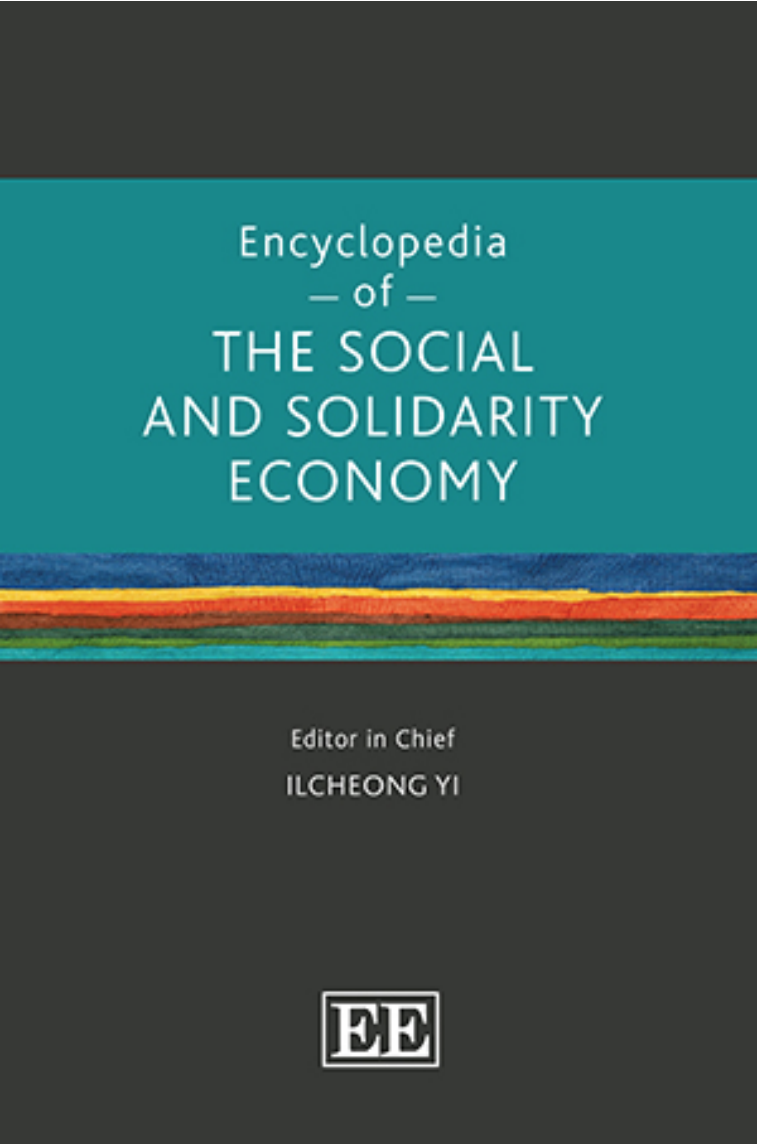 Encyclopedia
— of —
THE SOCIAL
AND SOLIDARITY
ECONOMY
Editor in Chief
ILCHEONG YI
EE